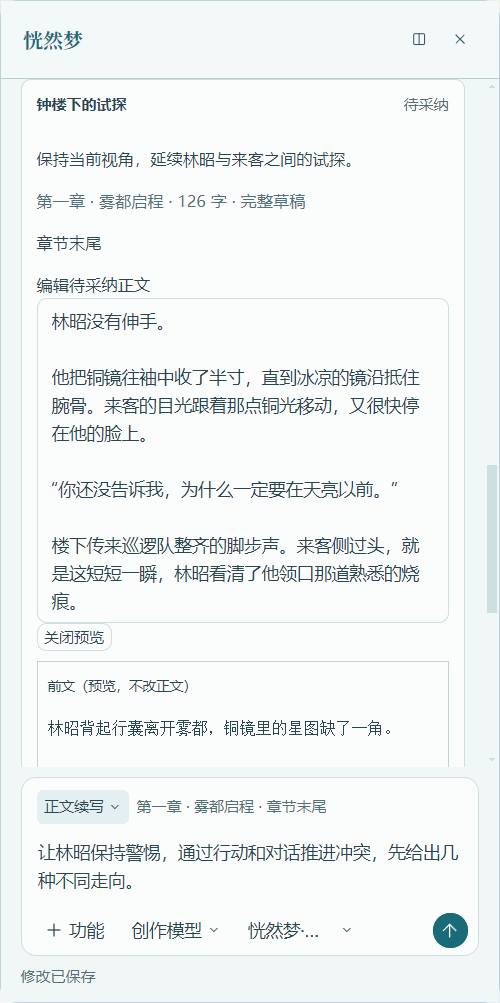 恍然梦
钟楼下的试探 待采纳
保持当前视角，延续林昭与来客之间的试探。
第一章 · 雾都启程 · 126 字 · 完整草稿
章节末尾
编辑待采纳正文
林昭没有伸手。
他把铜镜往袖中收了半寸，直到冰凉的镜沿抵住
腕骨。来客的目光跟着那点铜光移动，又很快停
在他的脸上。
“你还没告诉我，为什么一定要在天亮以前。”
楼下传来巡逻队整齐的脚步声。来客侧过头，就
是这短短一瞬，林昭看清了他领口那道熟悉的烧
痕。
关闭预览
前文（预览，不改正文）
林昭背起行囊离开雾都，铜镜里的星图缺了一角。
正文续写 第一章 · 雾都启程 · 章节末尾
让林昭保持警惕，通过行动和对话推进冲突，先给出几
种不同走向。
功能 创作模型 恍然梦·...
修改已保存